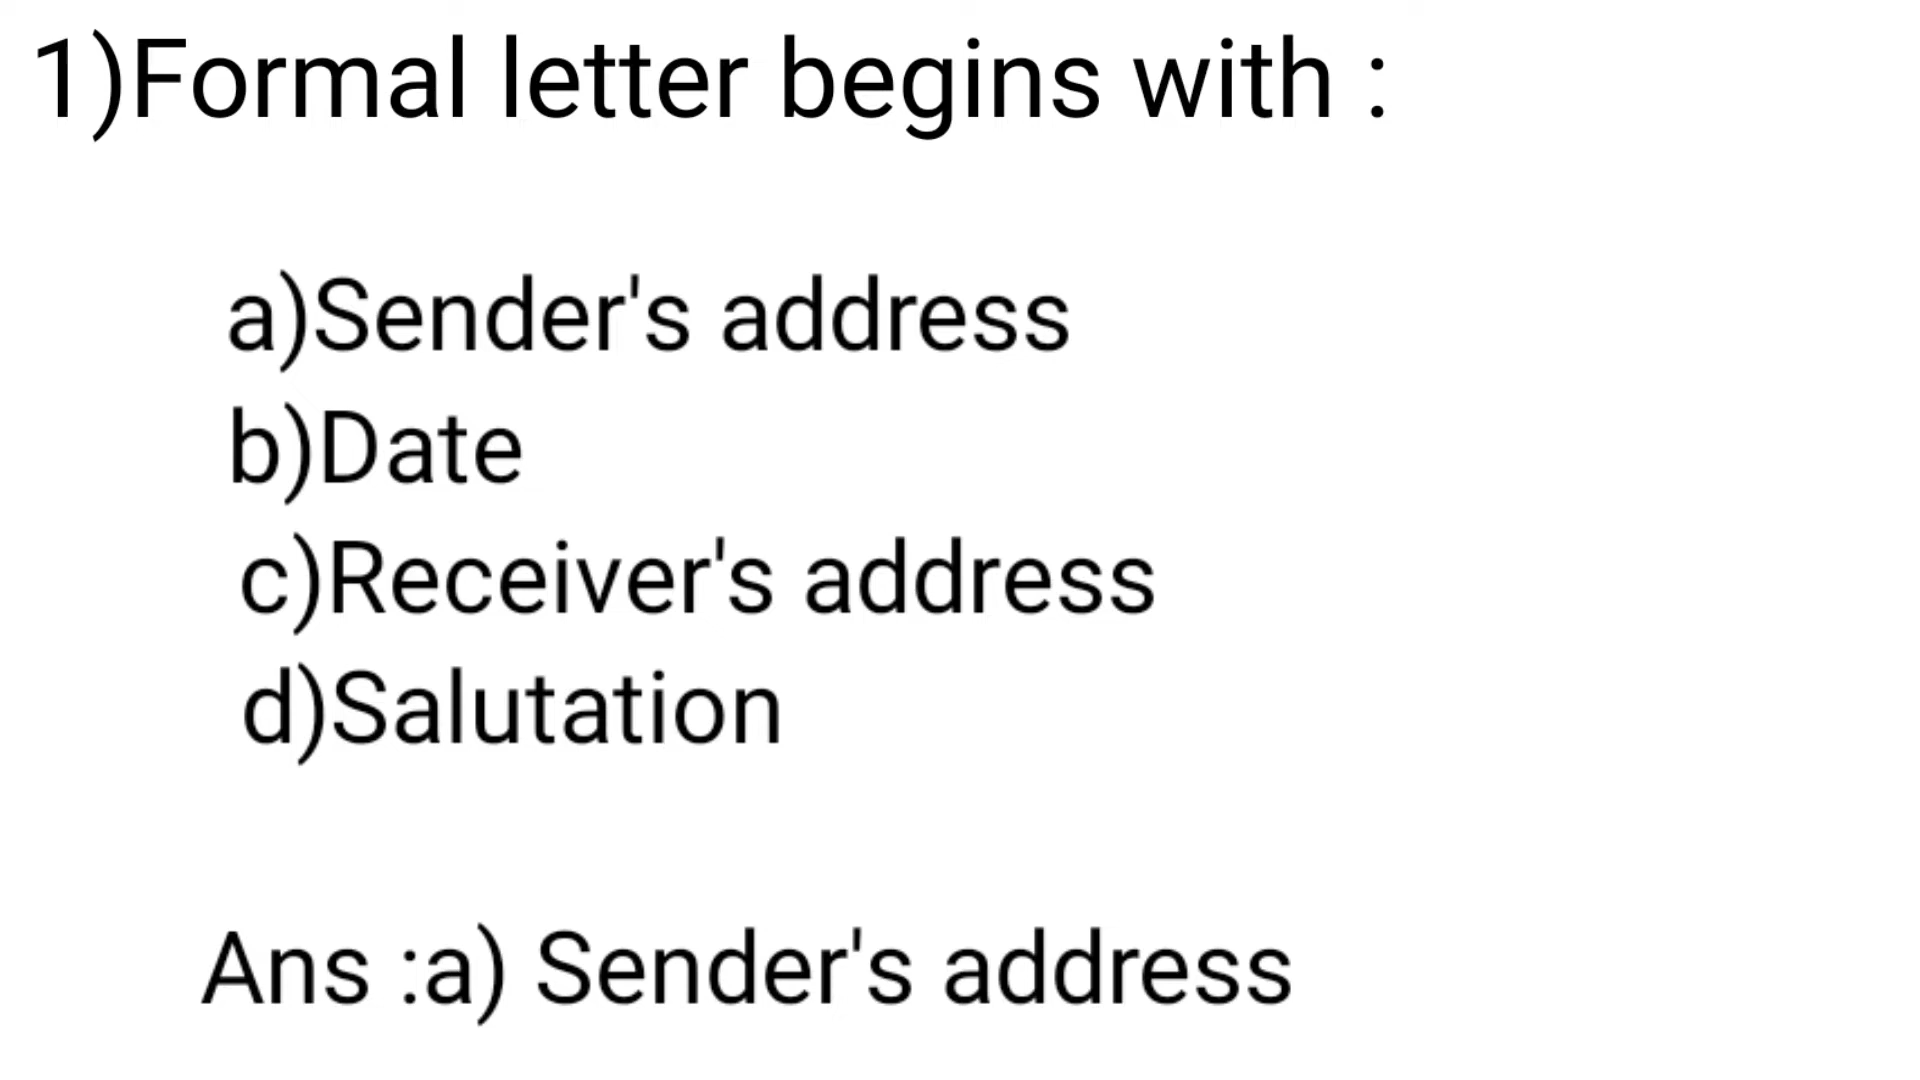 1)Formal letter begins with :
a)Sender's address
b)Date
c)Receiver's address
d)Salutation
Ans :a) Sender's address